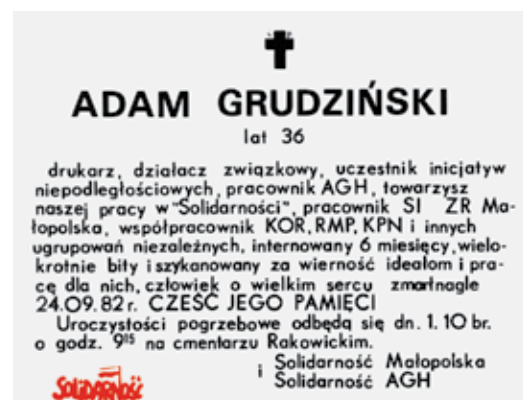 ADAM GRUDZIŃSKI
lat 36
drukarz, działacz związkowy, uczestnik inicjatyw
niepodległościowych, pracownik AGH, towarzysz
naszej pracy w "Solidarności", pracownik SI ZR Ma-
łopolska, współpracownik KOR, RMP, KPN i innych
ugrupowań niezależnych, internowany 6 miesięcy, wielo-
krotnie bity i szykanowany za wierność ideałom i pra-
cę dla nich, człowiek o wielkim sercu zmarł nagle
24.09.82 r. CZEŚĆ JEGO PAMIĘCI
Uroczystości pogrzebowe odbędą się dn. 1.10 br.
o godz. 9¹⁵ na cmentarzu Rakowickim.
Solidarność Małopolska
i Solidarność AGH
SOLIDARNOŚĆ